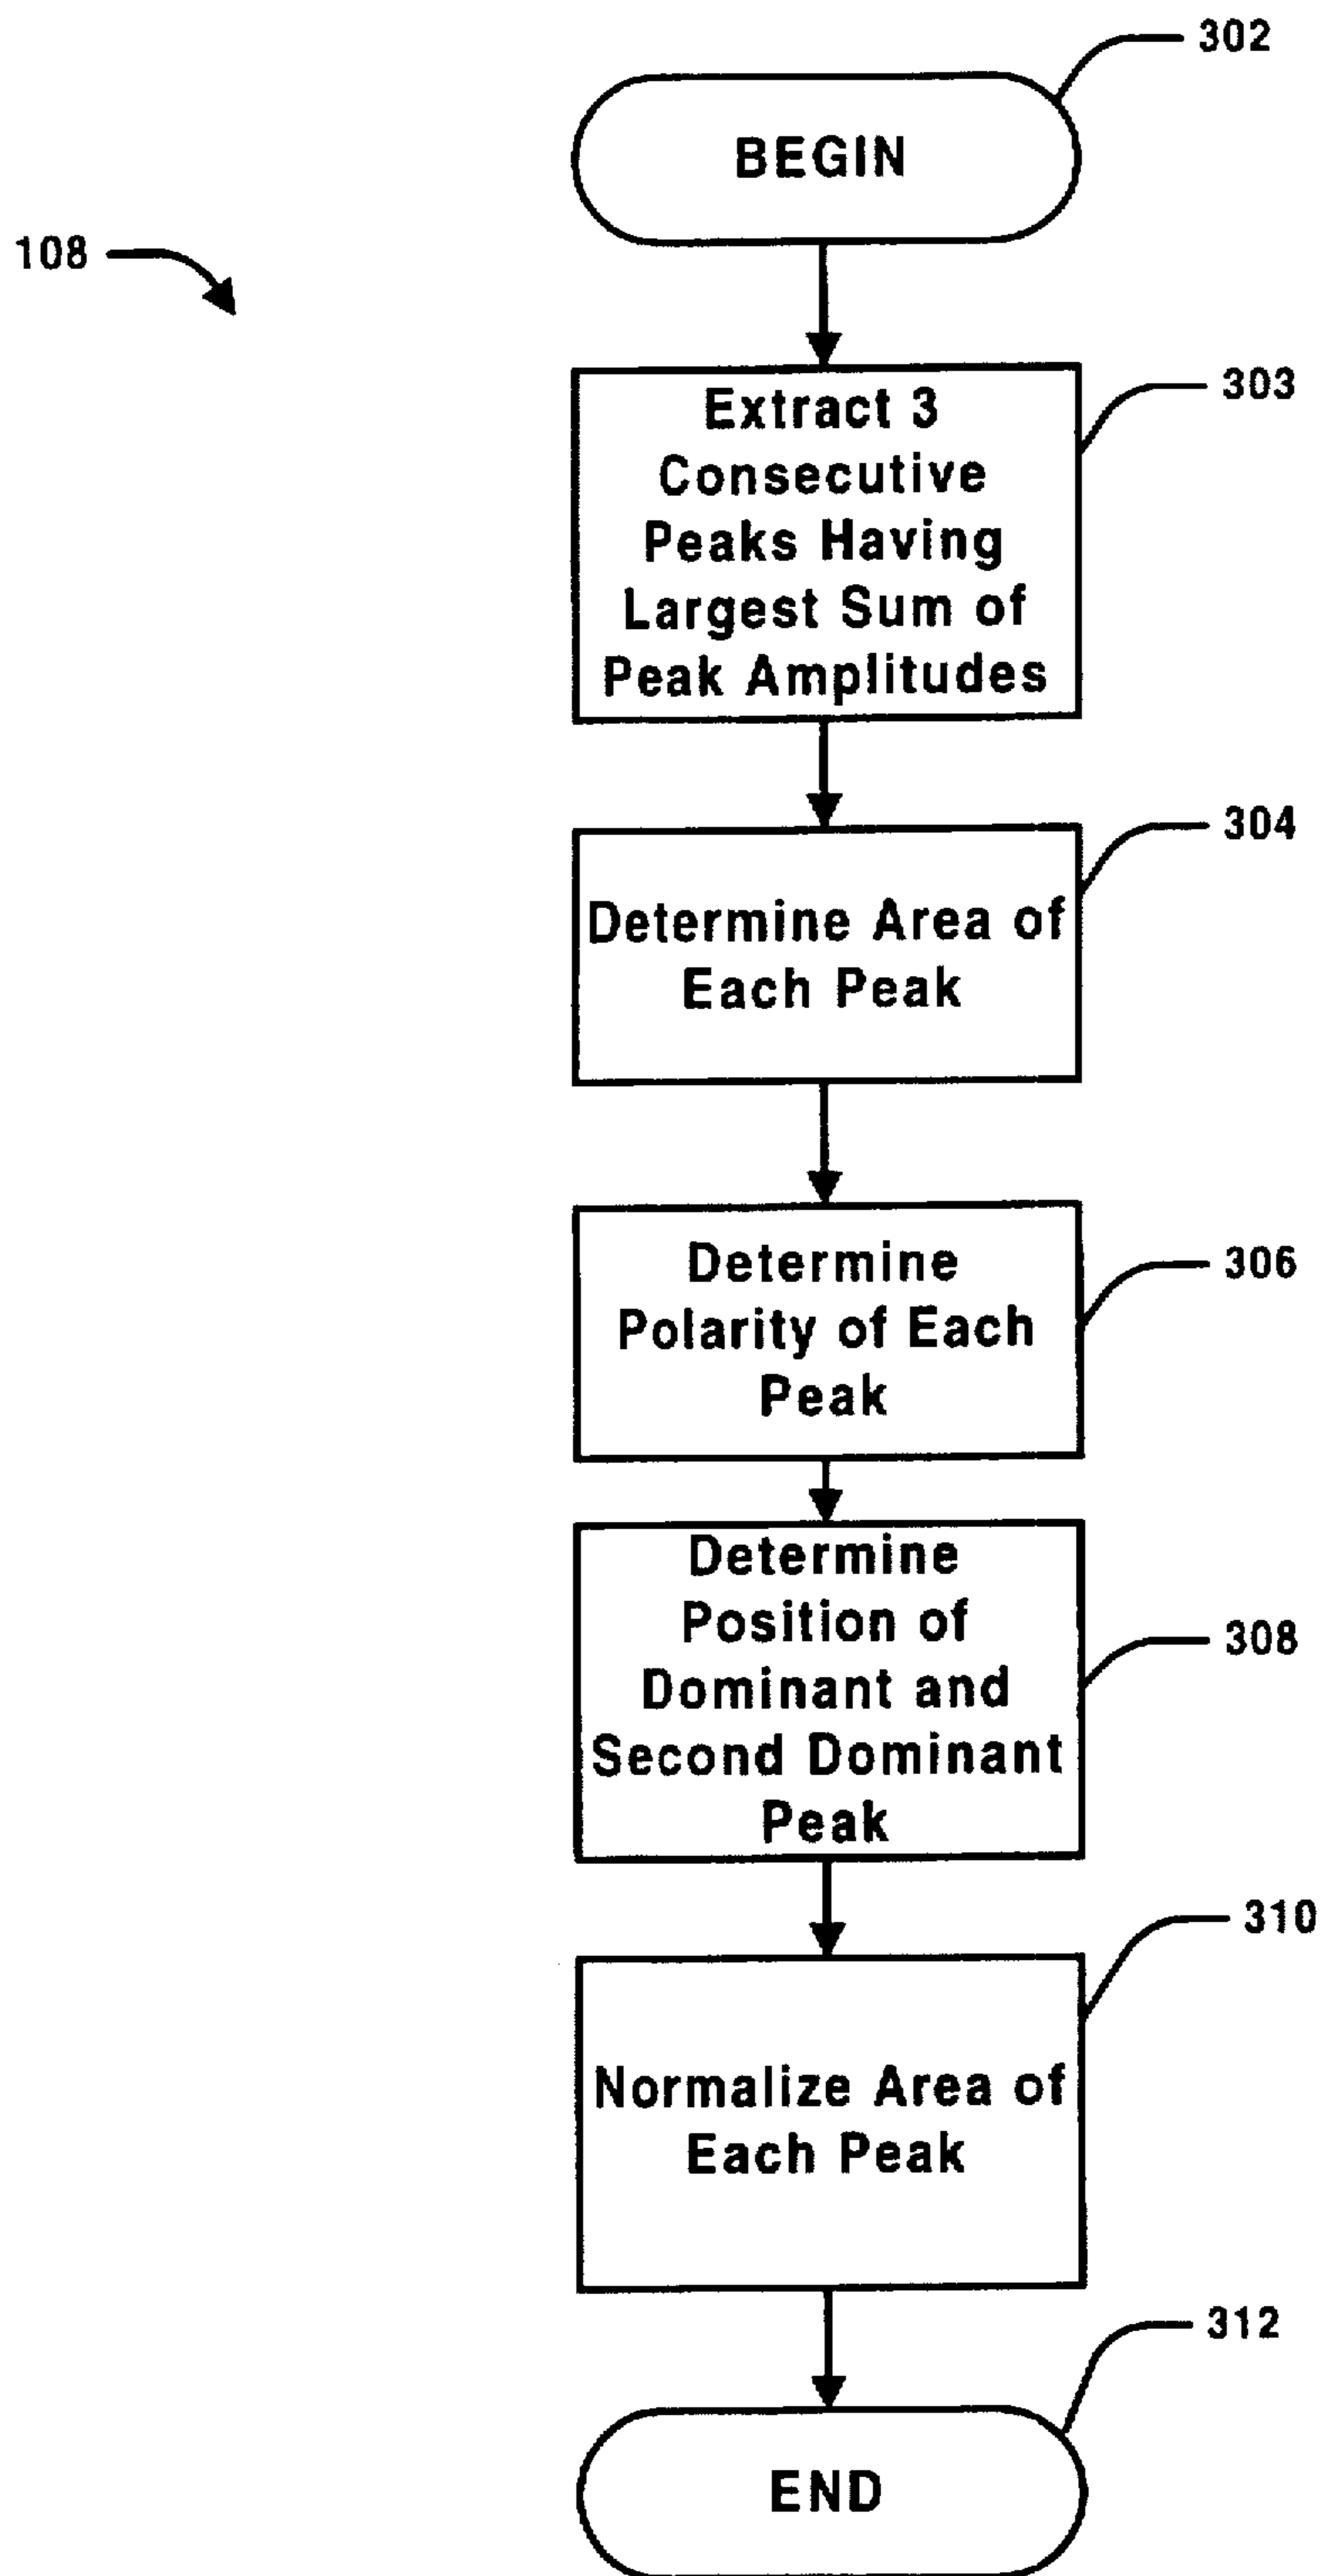 302
BEGIN
108
303
Extract 3
Consecutive
Peaks Having
Largest Sum of
Peak Amplitudes
304
Determine Area of
Each Peak
306
Determine
Polarity of Each
Peak
308
Determine
Position of
Dominant and
Second Dominant
Peak
310
Normalize Area of
Each Peak
312
END